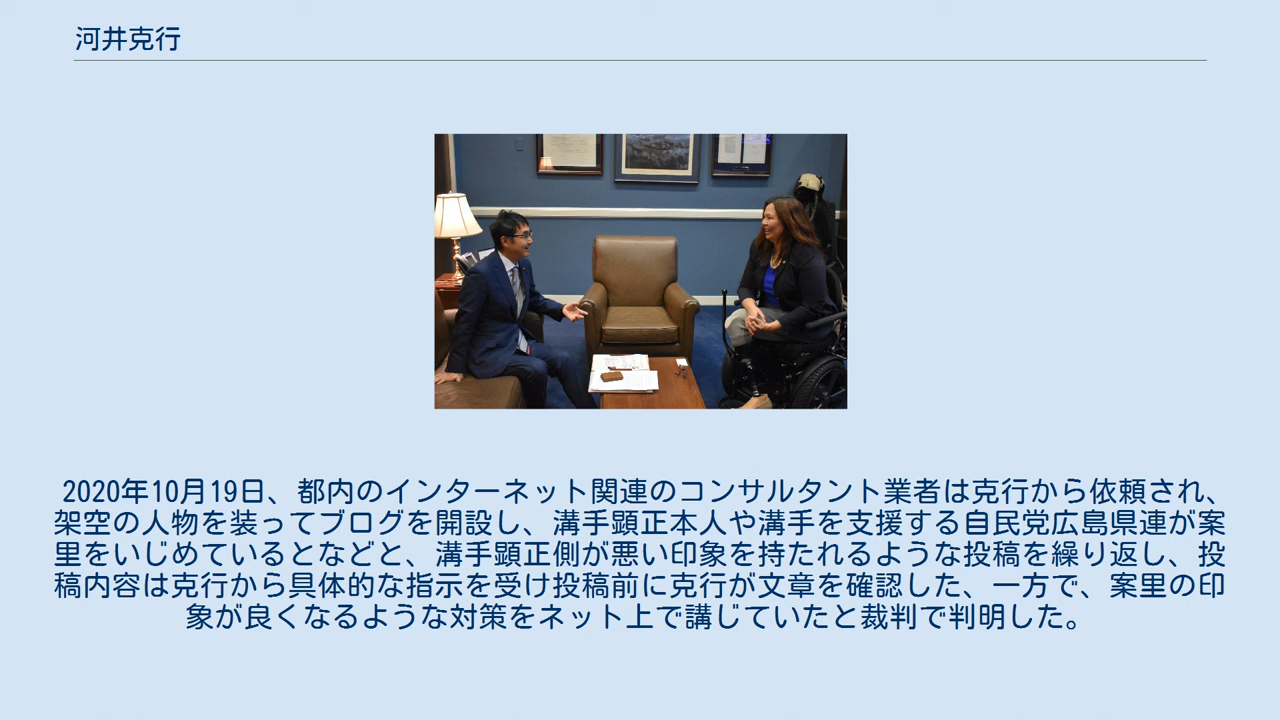 河井克行
2020年10月19日、都内のインターネット関連のコンサルタント業者は克行から依頼され、
架空の人物を装ってブログを開設し、溝手顕正本人や溝手を支援する自民党広島県連が案
里をいじめているとなどと、溝手顕正側が悪い印象を持たれるような投稿を繰り返し、投
稿内容は克行から具体的な指示を受け投稿前に克行が文章を確認した、一方で、案里の印
象が良くなるような対策をネット上で講じていたと裁判で判明した。